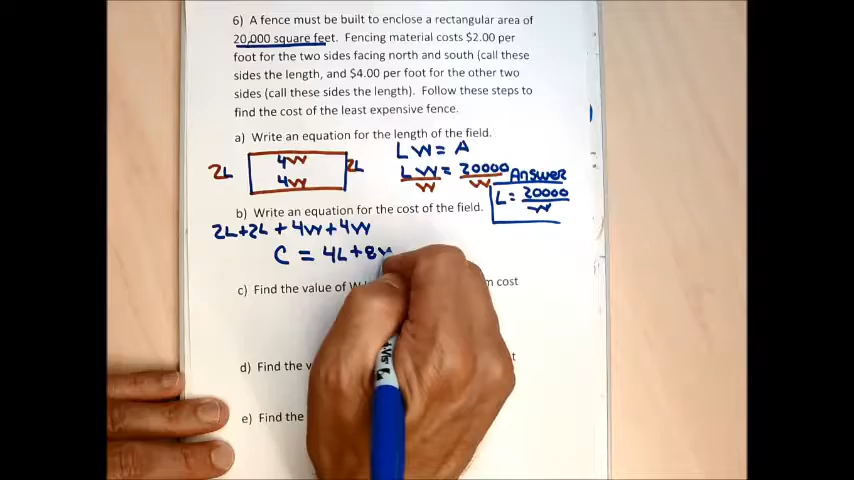 6) A fence must be built to enclose a rectangular area of
20,000 square feet. Fencing material costs $2.00 per
foot for the two sides facing north and south (call these
sides the length, and $4.00 per foot for the other two
sides (call these sides the length). Follow these steps to
find the cost of the least expensive fence.
a) Write an equation for the length of the field.
LW = A
4W
2L 2L
4W
LW = 20000
W W
Answer
L = 20000
W
b) Write an equation for the cost of the field.
2L+2L + 4W+4W
C = 4L+8W
c) Find the value of W cost
d) Find the
e) Find the